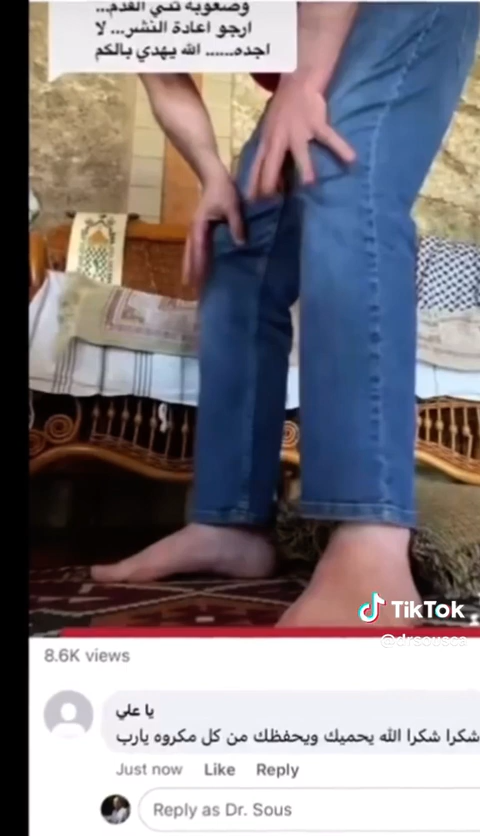 وصعوبة ثني القدم...
ارجو اعادة النشر... لا
اجده...... الله يهدي بالكم
TikTok
@drsousca
8.6K views
يا علي
شكرا شكرا الله يحميك ويحفظك من كل مكروه يارب
Just now Like Reply
Reply as Dr. Sous